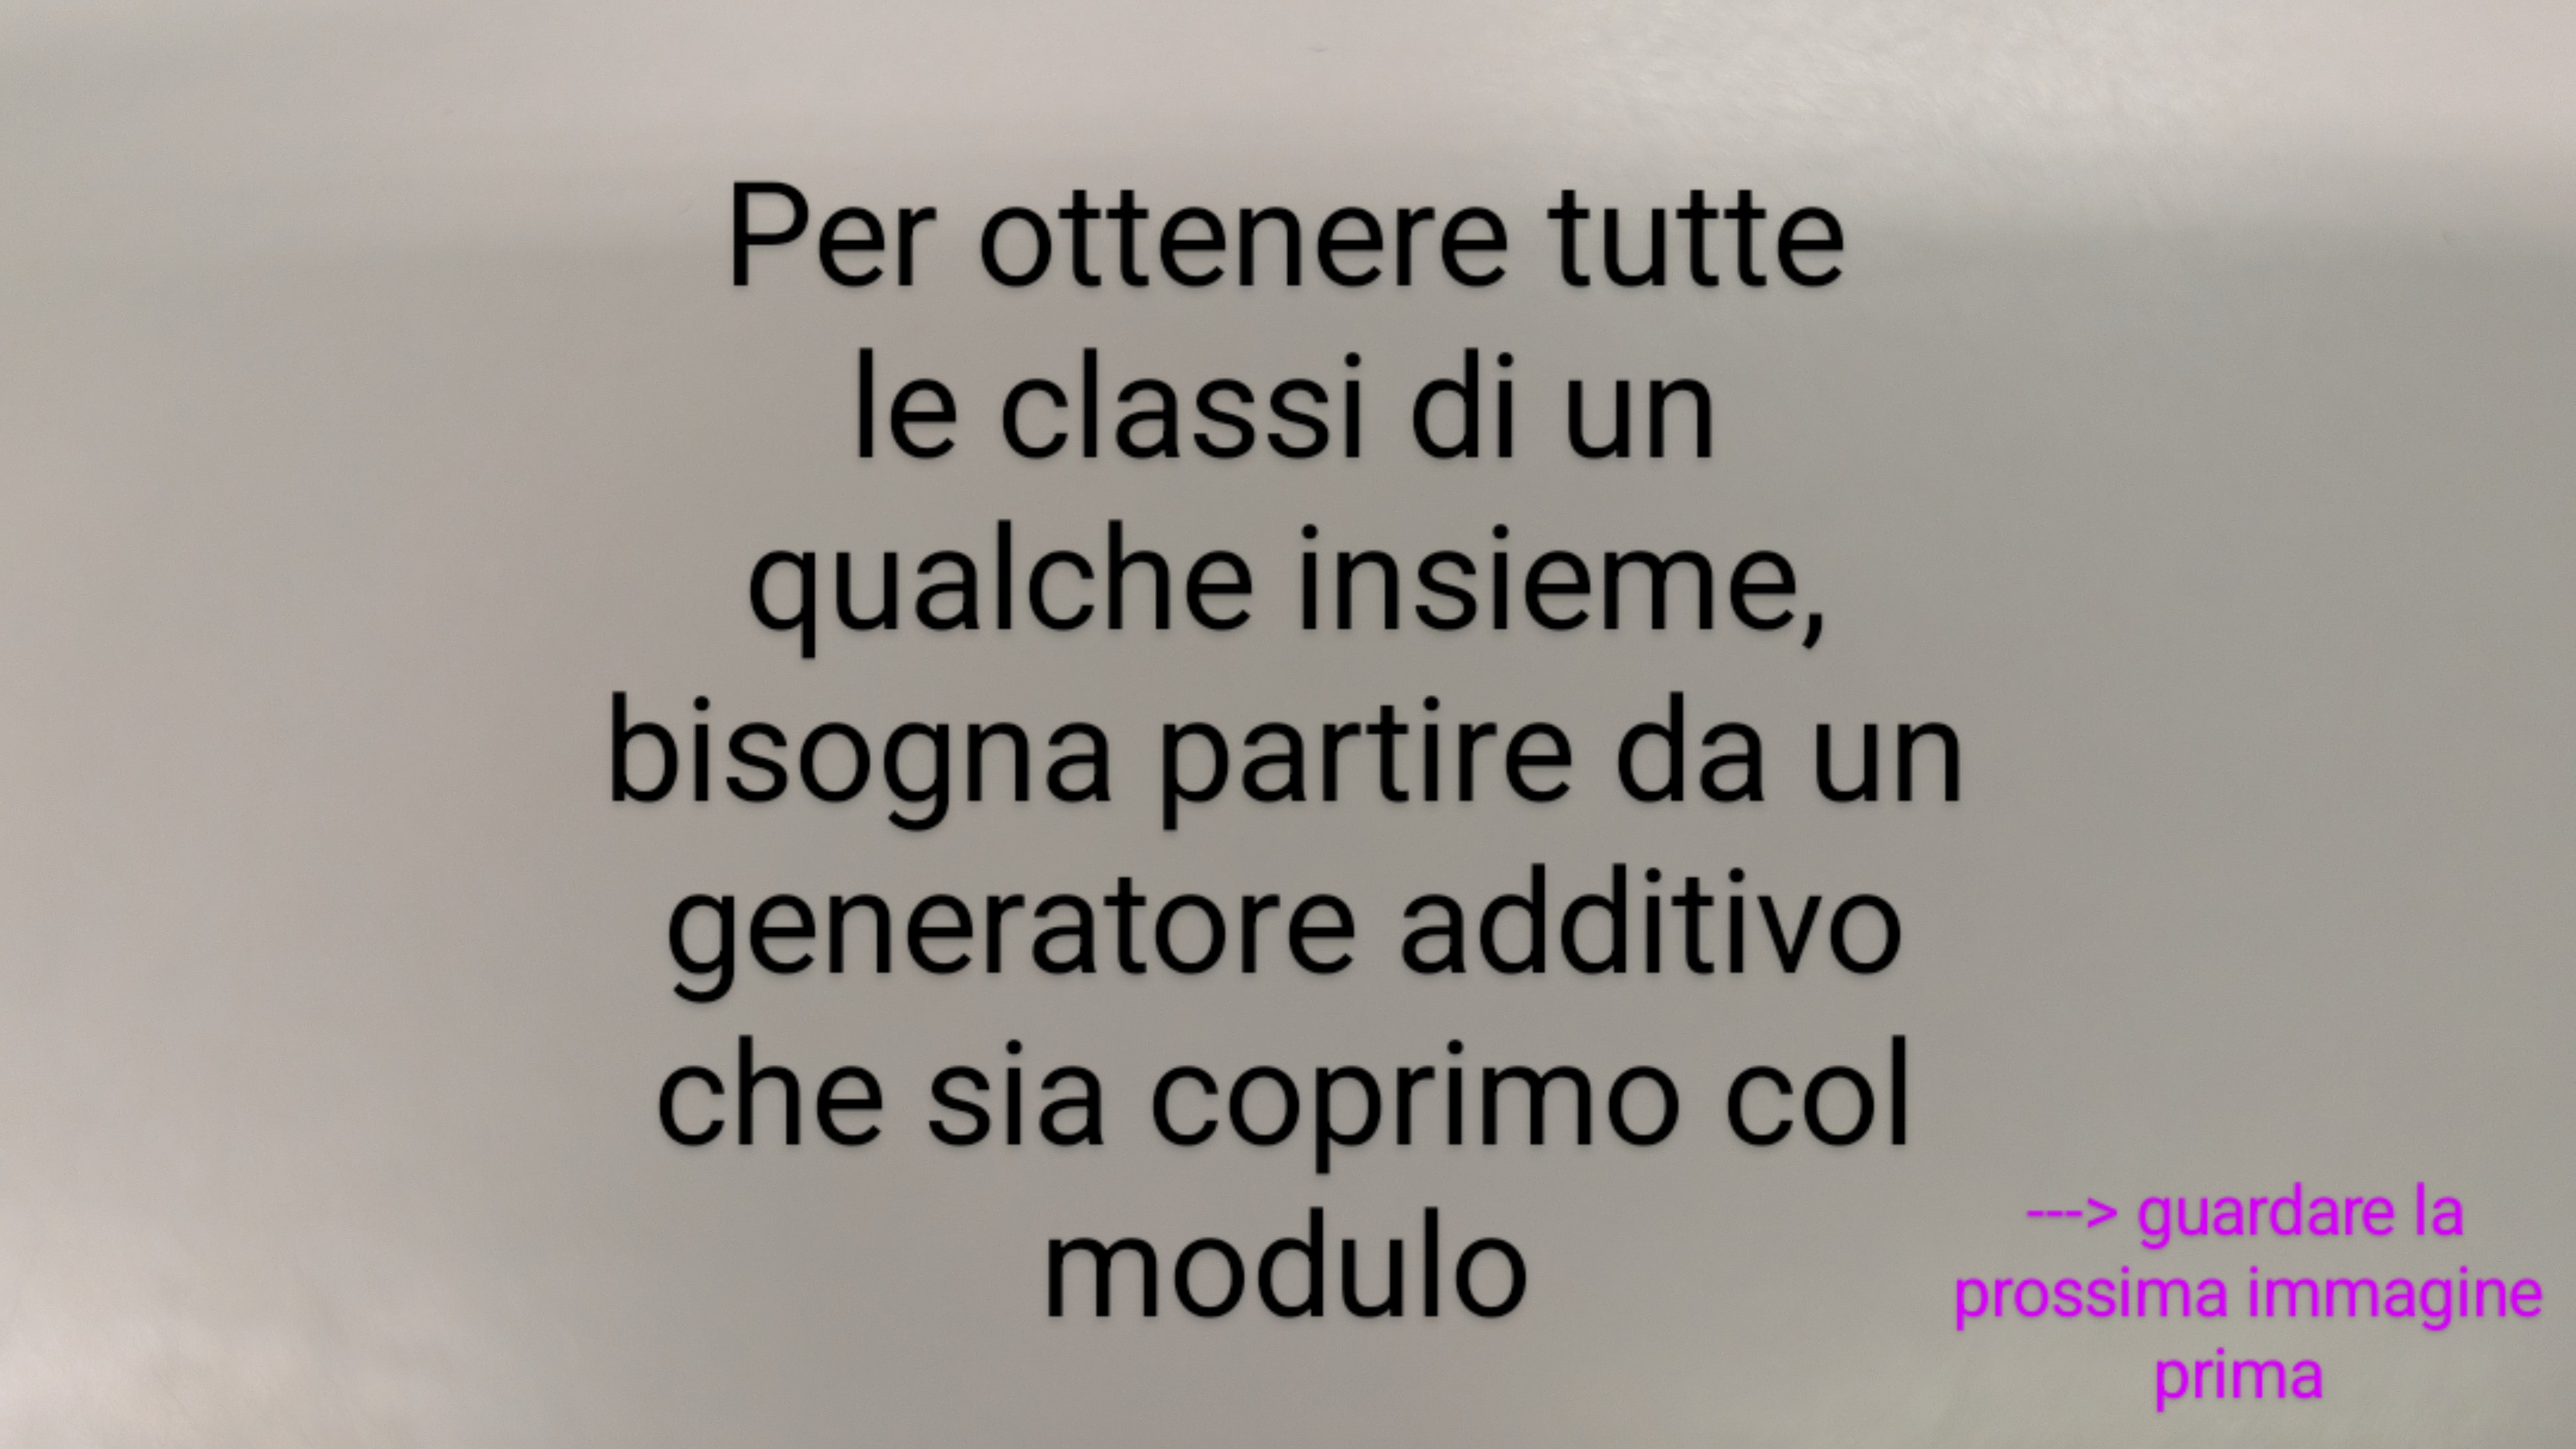 Per ottenere tutte
le classi di un
qualche insieme,
bisogna partire da un
generatore additivo
che sia coprimo col
modulo
---> guardare la
prossima immagine
prima